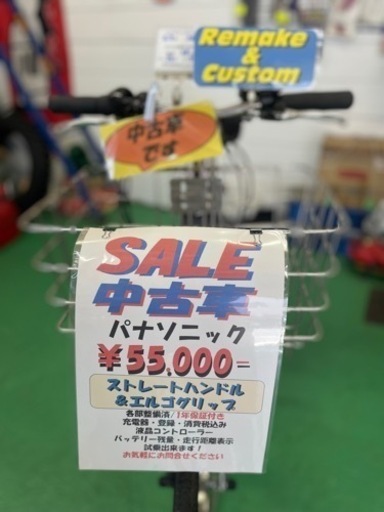 Remake
&
Custom
中古車
です
SALE
中古車
パナソニック
¥55,000=
ストレートハンドル
&エルゴグリップ
各部整備済/1年保証付き
充電器・登録・消費税込み
液晶コントローラー
バッテリー残量・走行距離表示
試乗出来ます!
お気軽にお問合せください